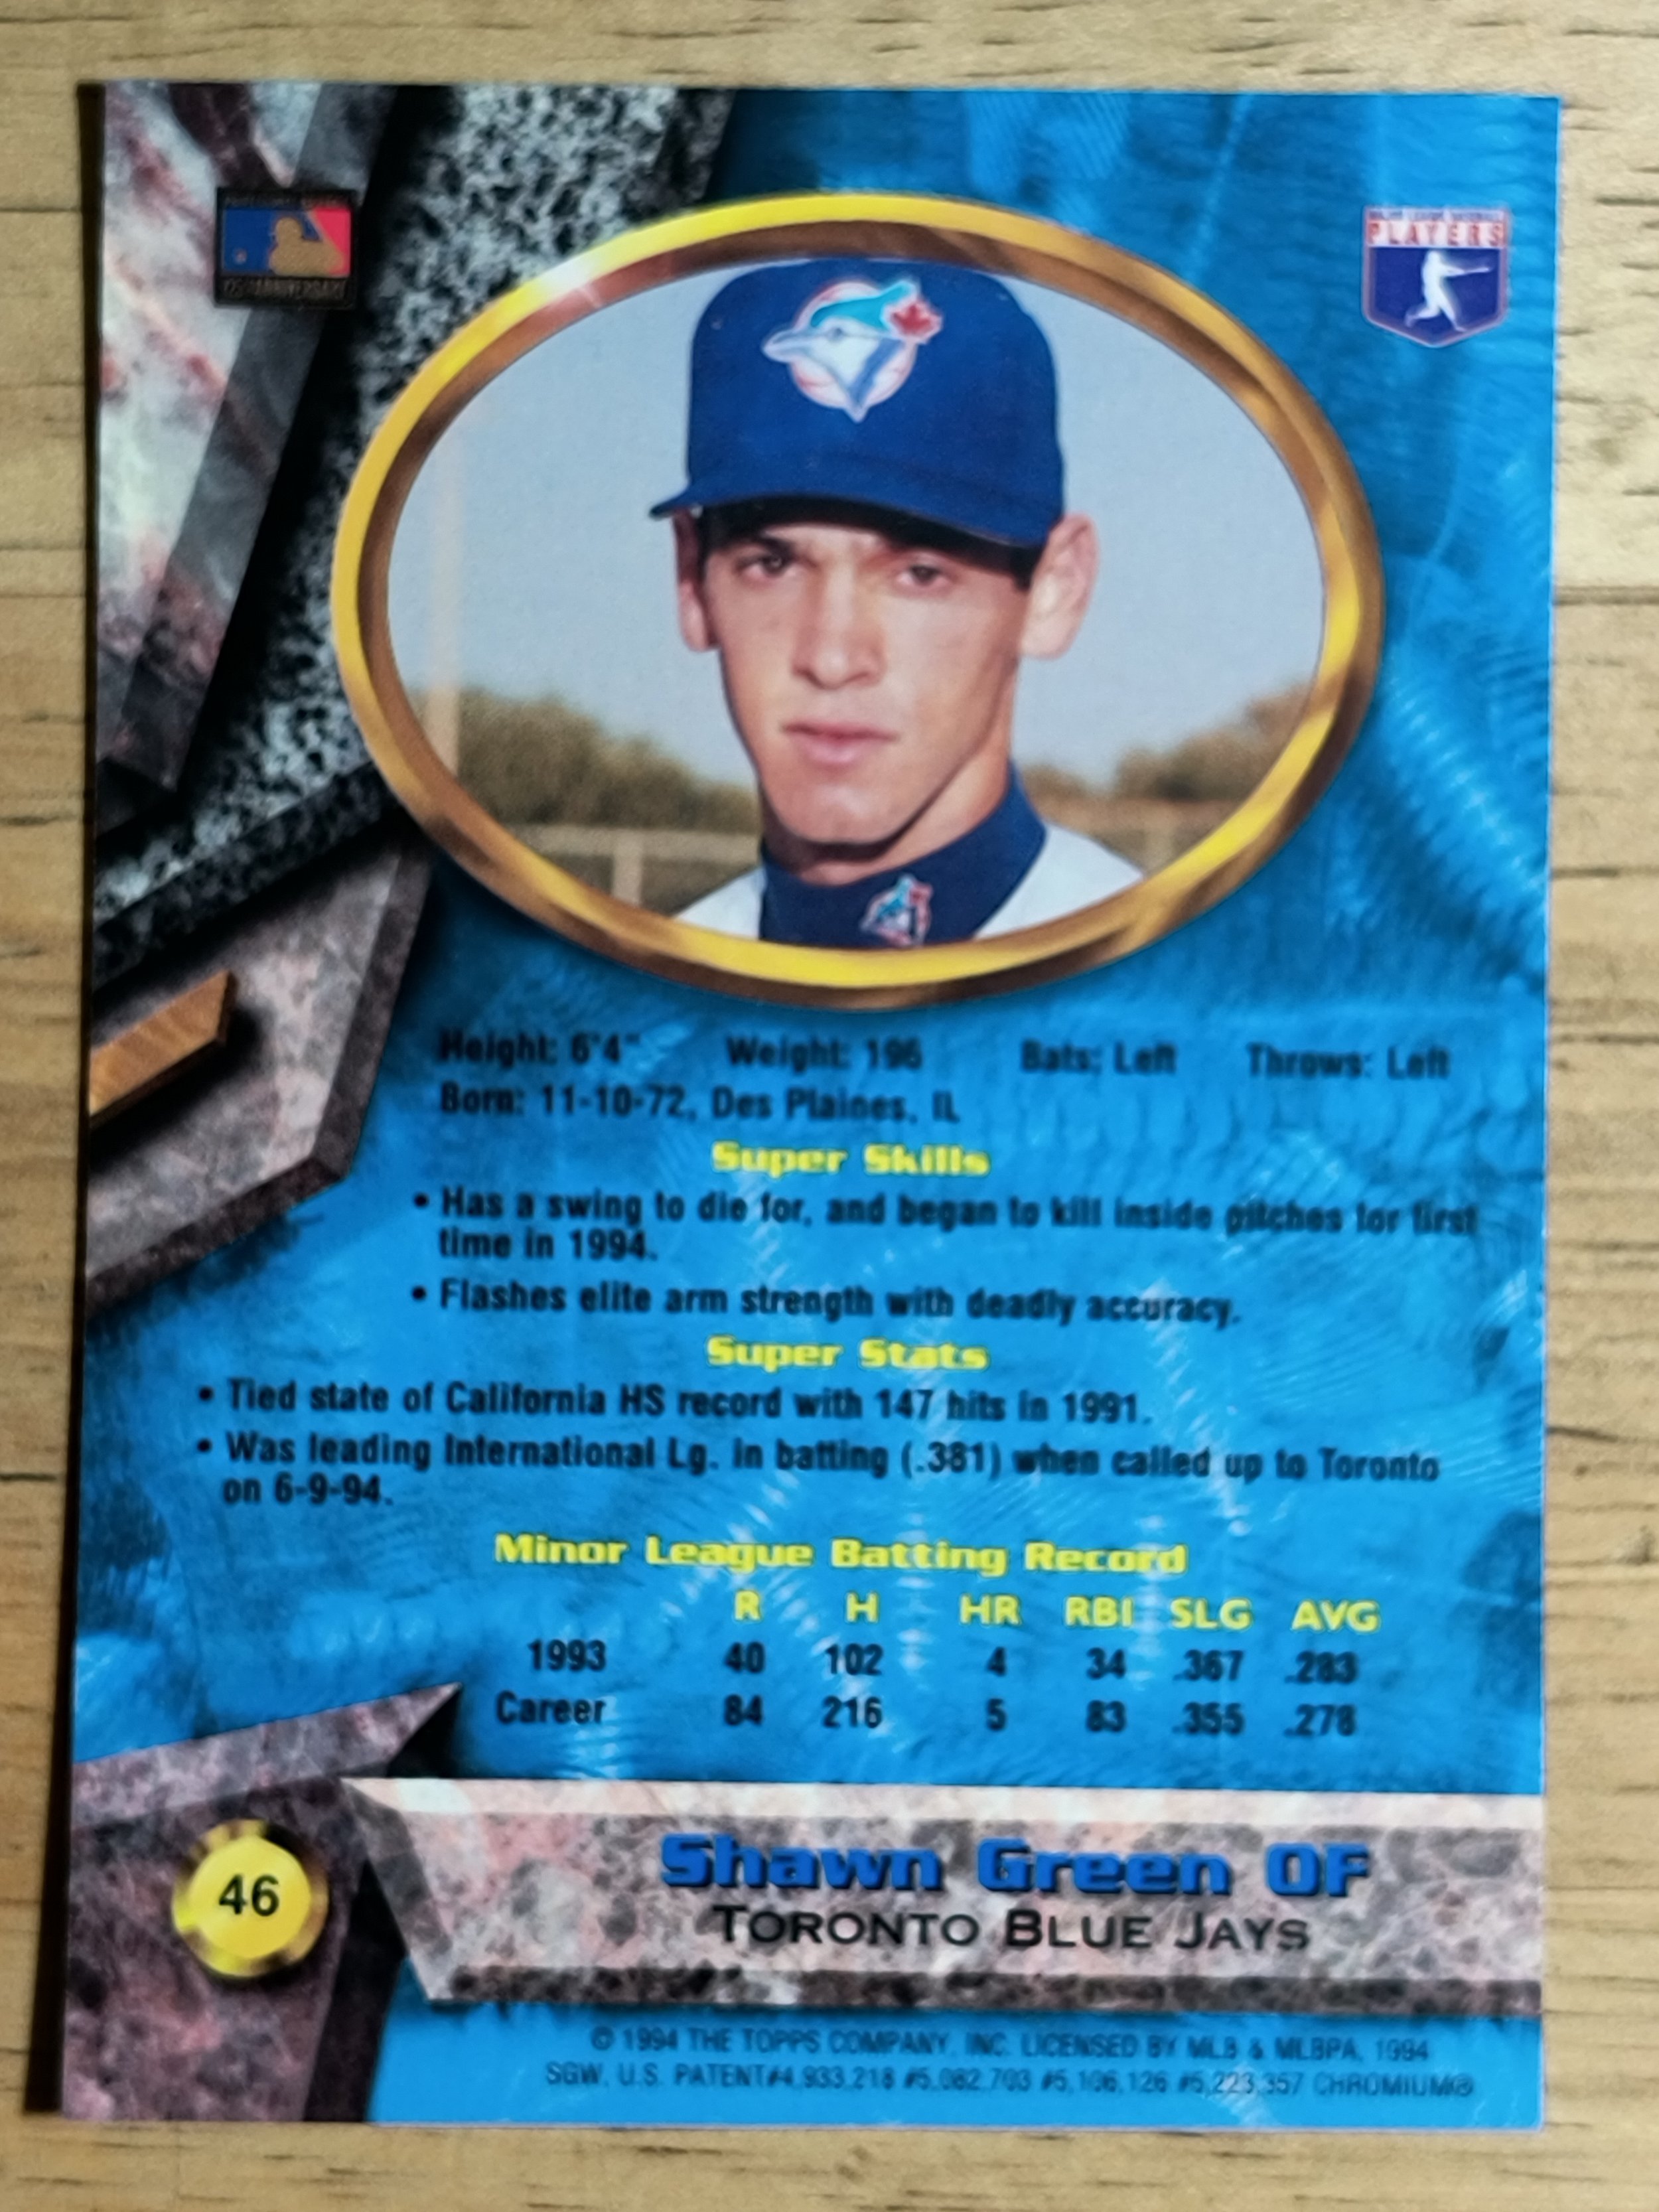 125TH ANNIVERSARY
MAJOR LEAGUE BASEBALL
PLAYERS
Height: 6'4" Weight: 196 Bats: Left Throws: Left
Born: 11-10-72, Des Plaines, IL
Super Skills
• Has a swing to die for, and began to kill inside pitches for first
time in 1994.
• Flashes elite arm strength with deadly accuracy.
Super Stats
• Tied state of California HS record with 147 hits in 1991.
• Was leading International Lg. in batting (.381) when called up to Toronto
on 6-9-94.
Minor League Batting Record
R H HR RBI SLG AVG
1993 40 102 4 34 .367 .283
Career 84 216 5 83 .355 .278
46
Shawn Green OF
Toronto Blue Jays
© 1994 THE TOPPS COMPANY, INC. LICENSED BY MLB & MLBPA, 1994
SGW, U.S. PATENT#4,933,218 #5,082,703 #5,106,126 #5,223,357 CHROMIUM®